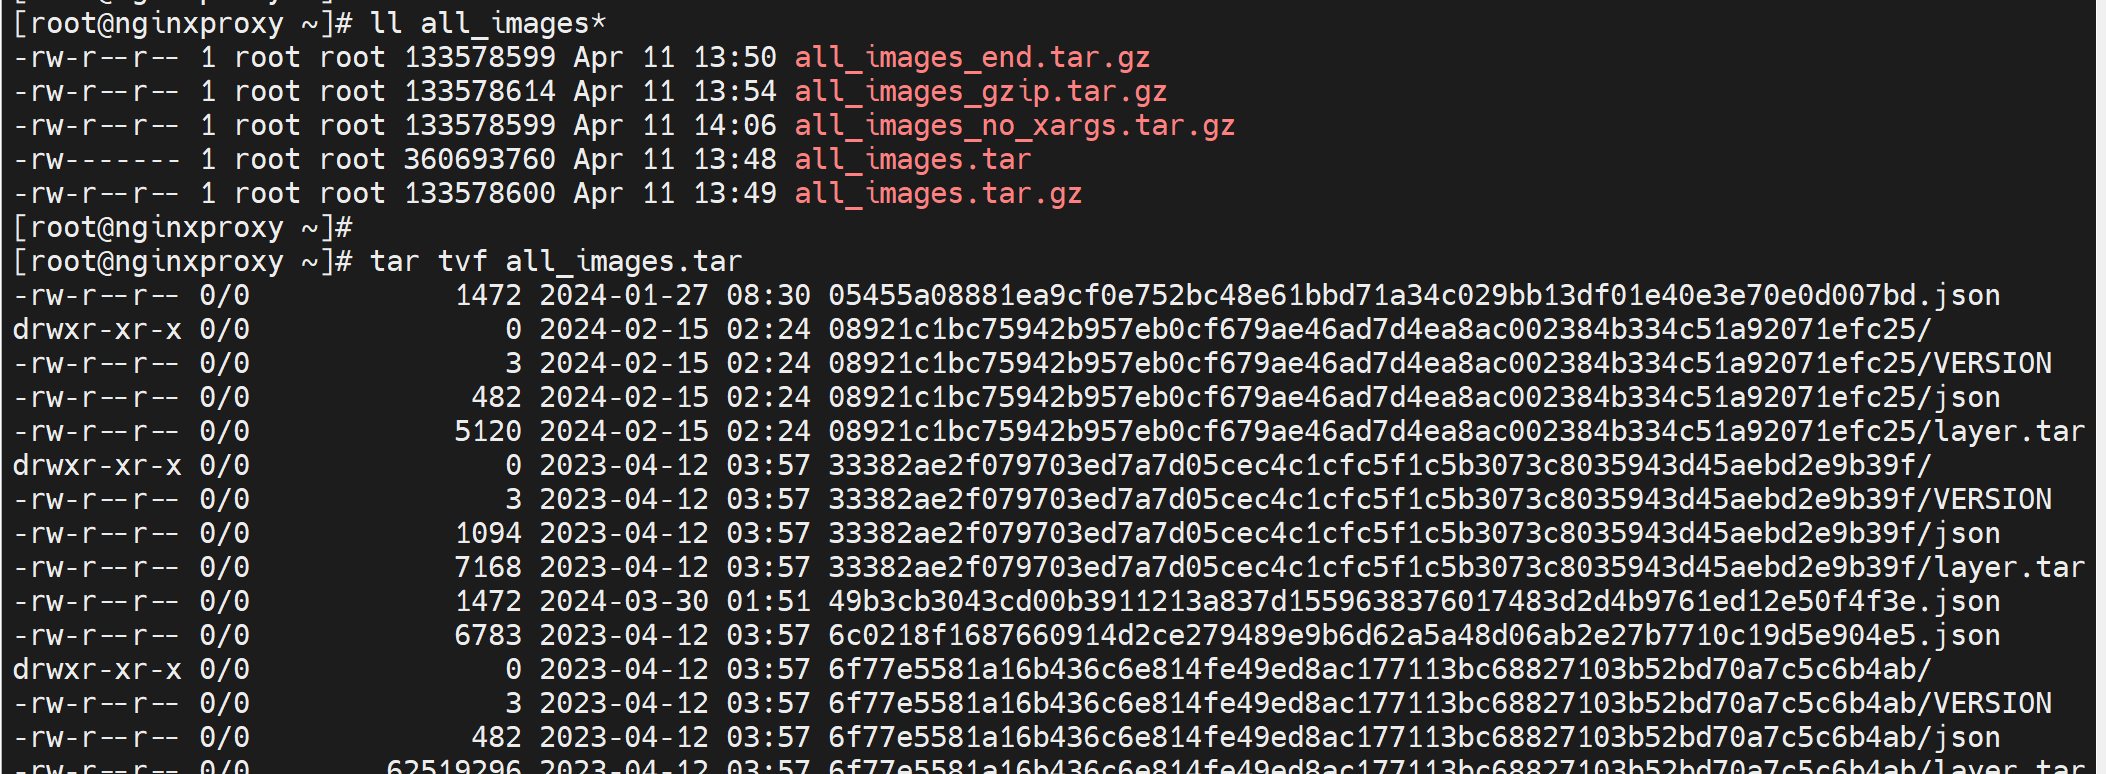 [root@nginxproxy ~]# ll all_images*
-rw-r--r-- 1 root root 133578599 Apr 11 13:50 all_images_end.tar.gz
-rw-r--r-- 1 root root 133578614 Apr 11 13:54 all_images_gzip.tar.gz
-rw-r--r-- 1 root root 133578599 Apr 11 14:06 all_images_no_xargs.tar.gz
-rw------- 1 root root 360693760 Apr 11 13:48 all_images.tar
-rw-r--r-- 1 root root 133578600 Apr 11 13:49 all_images.tar.gz
[root@nginxproxy ~]#
[root@nginxproxy ~]# tar tvf all_images.tar
-rw-r--r-- 0/0 1472 2024-01-27 08:30 05455a08881ea9cf0e752bc48e61bbd71a34c029bb13df01e40e3e70e0d007bd.json
drwxr-xr-x 0/0 0 2024-02-15 02:24 08921c1bc75942b957eb0cf679ae46ad7d4ea8ac002384b334c51a92071efc25/
-rw-r--r-- 0/0 3 2024-02-15 02:24 08921c1bc75942b957eb0cf679ae46ad7d4ea8ac002384b334c51a92071efc25/VERSION
-rw-r--r-- 0/0 482 2024-02-15 02:24 08921c1bc75942b957eb0cf679ae46ad7d4ea8ac002384b334c51a92071efc25/json
-rw-r--r-- 0/0 5120 2024-02-15 02:24 08921c1bc75942b957eb0cf679ae46ad7d4ea8ac002384b334c51a92071efc25/layer.tar
drwxr-xr-x 0/0 0 2023-04-12 03:57 33382ae2f079703ed7a7d05cec4c1cfc5f1c5b3073c8035943d45aebd2e9b39f/
-rw-r--r-- 0/0 3 2023-04-12 03:57 33382ae2f079703ed7a7d05cec4c1cfc5f1c5b3073c8035943d45aebd2e9b39f/VERSION
-rw-r--r-- 0/0 1094 2023-04-12 03:57 33382ae2f079703ed7a7d05cec4c1cfc5f1c5b3073c8035943d45aebd2e9b39f/json
-rw-r--r-- 0/0 7168 2023-04-12 03:57 33382ae2f079703ed7a7d05cec4c1cfc5f1c5b3073c8035943d45aebd2e9b39f/layer.tar
-rw-r--r-- 0/0 1472 2024-03-30 01:51 49b3cb3043cd00b3911213a837d1559638376017483d2d4b9761ed12e50f4f3e.json
-rw-r--r-- 0/0 6783 2023-04-12 03:57 6c0218f1687660914d2ce279489e9b6d62a5a48d06ab2e27b7710c19d5e904e5.json
drwxr-xr-x 0/0 0 2023-04-12 03:57 6f77e5581a16b436c6e814fe49ed8ac177113bc68827103b52bd70a7c5c6b4ab/
-rw-r--r-- 0/0 3 2023-04-12 03:57 6f77e5581a16b436c6e814fe49ed8ac177113bc68827103b52bd70a7c5c6b4ab/VERSION
-rw-r--r-- 0/0 482 2023-04-12 03:57 6f77e5581a16b436c6e814fe49ed8ac177113bc68827103b52bd70a7c5c6b4ab/json
-rw-r--r-- 0/0 62519296 2023-04-12 03:57 6f77e5581a16b436c6e814fe49ed8ac177113bc68827103b52bd70a7c5c6b4ab/layer.tar